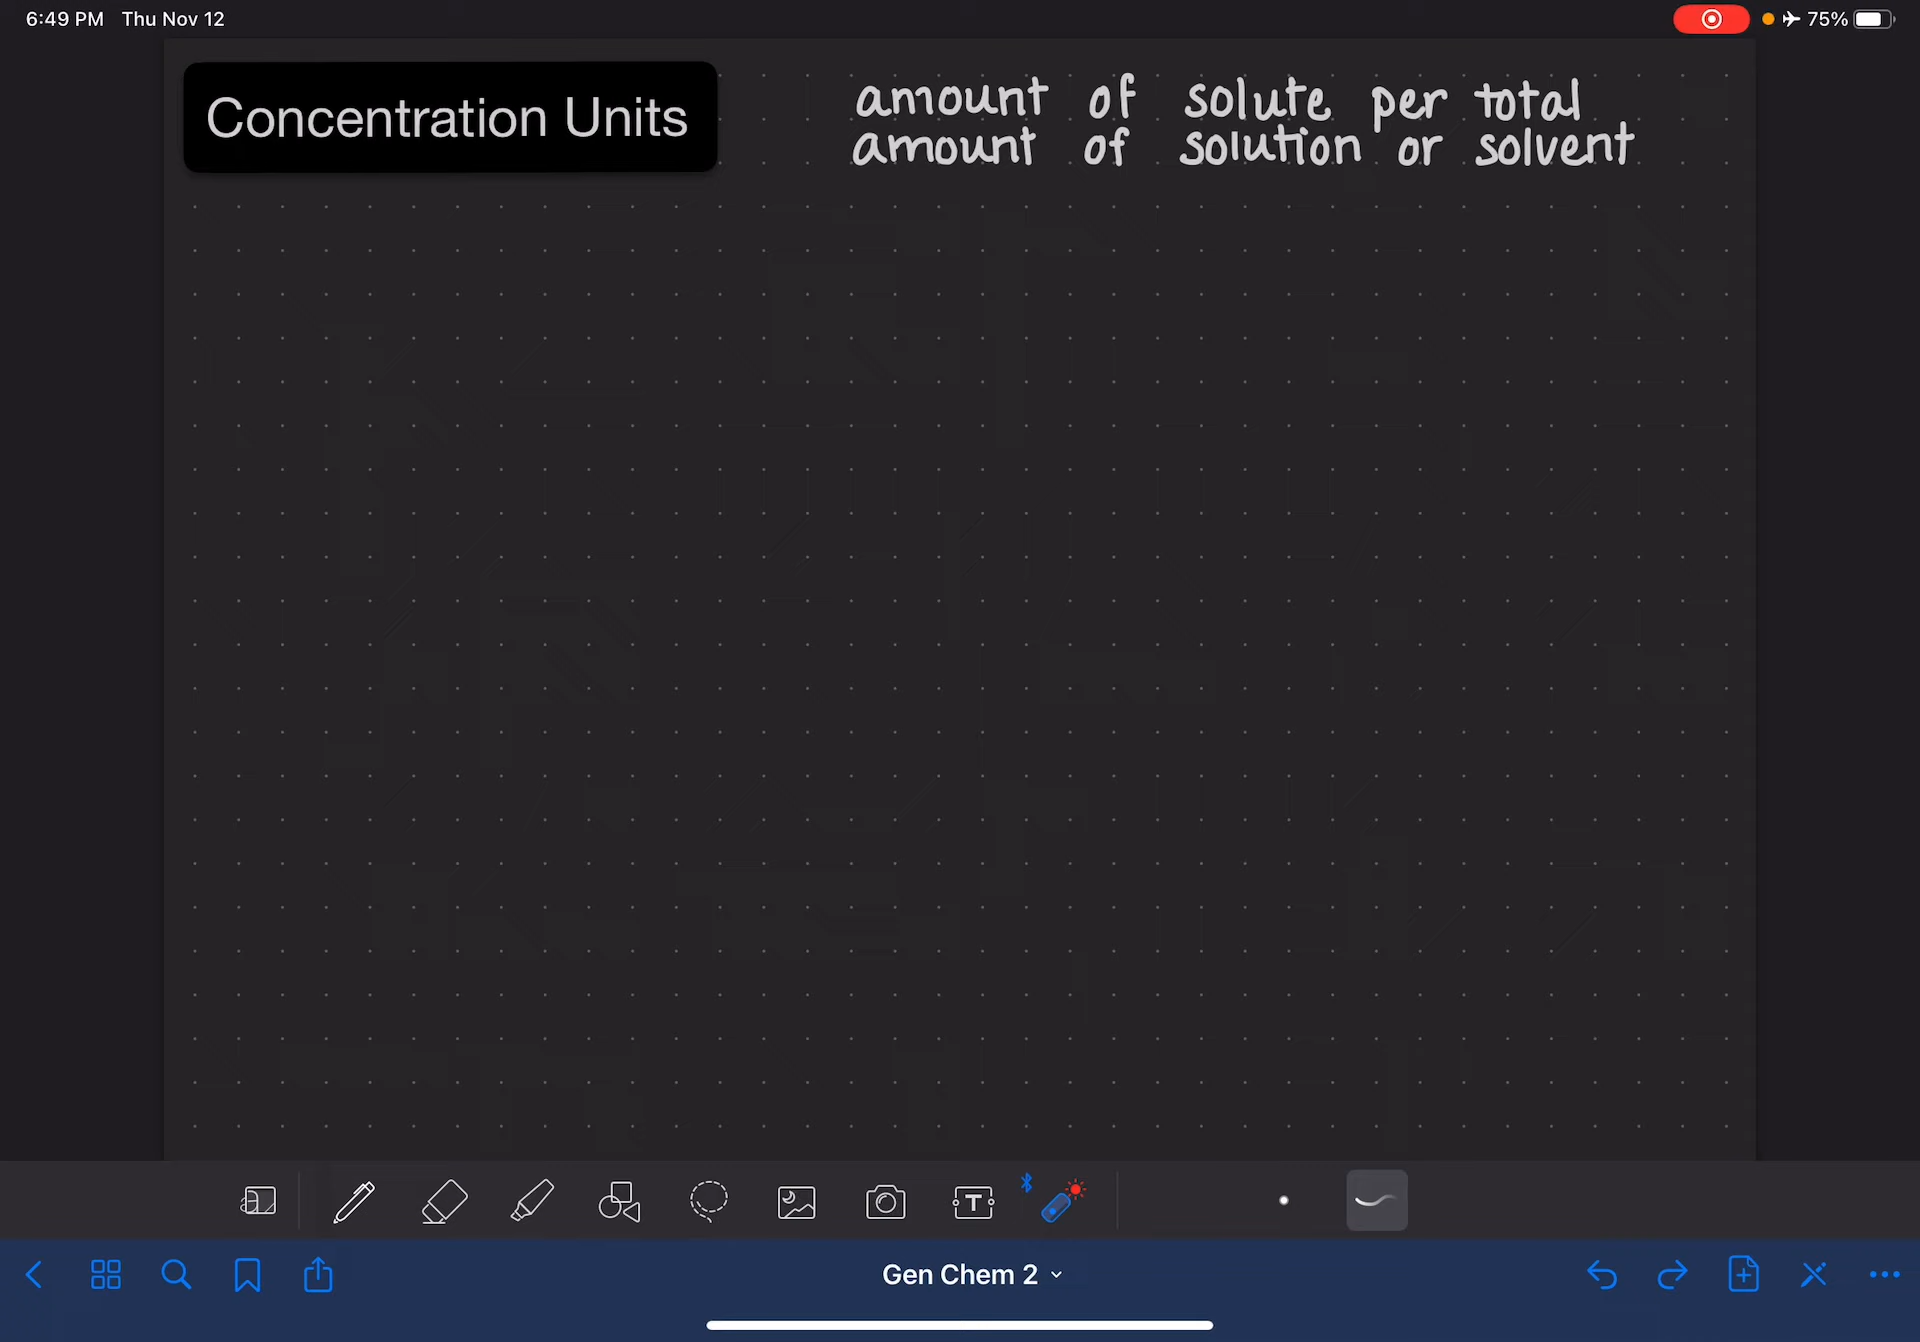 6:49 PM Thu Nov 12
75%
Concentration Units
amount of solute per total
amount of solution or solvent
Gen Chem 2